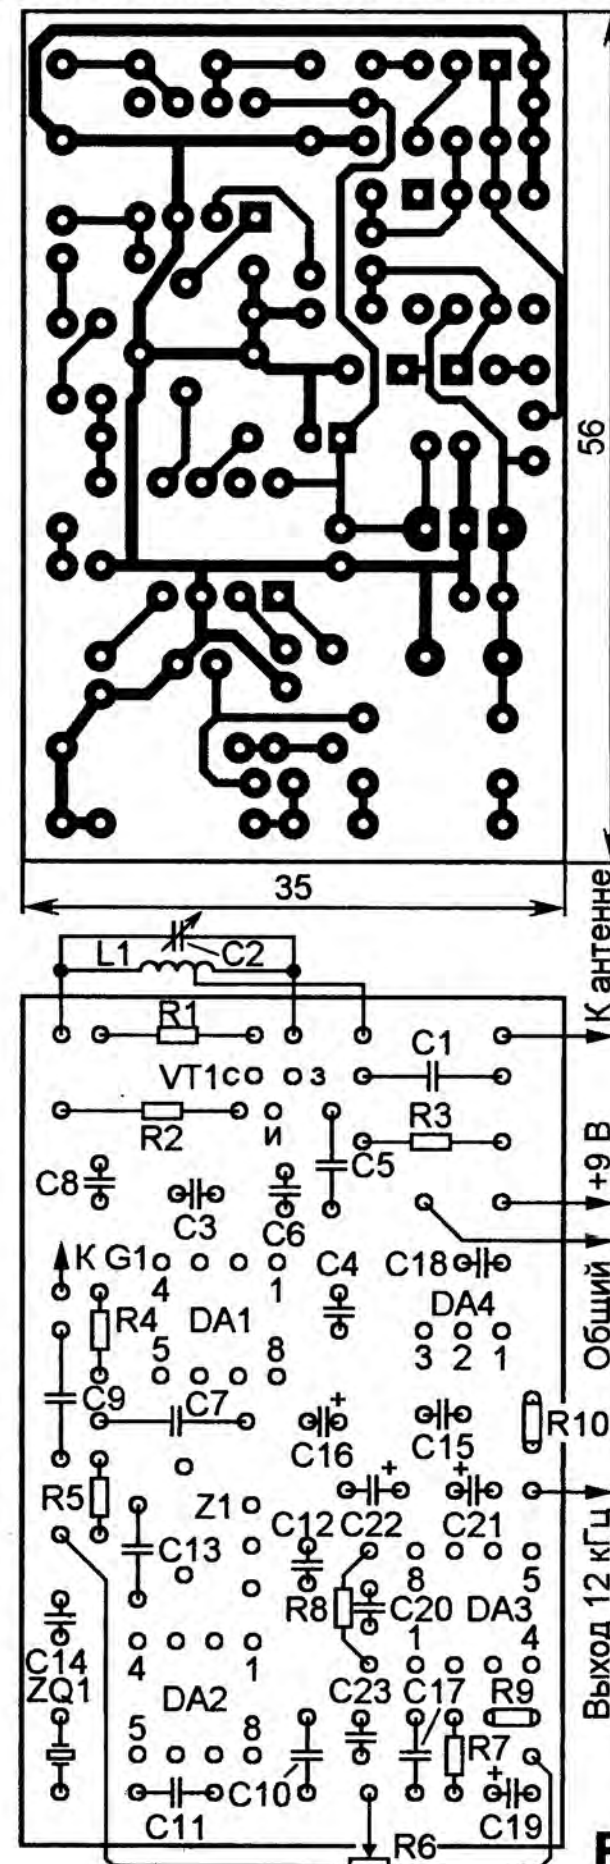 56
35
К антенне
L1 C2
R1 C1
VT1 с з
R2 и R3
C8 C3 C6 C5
+9 В
К G1 C4 C18
4 1
Общий
R4 DA1 DA4
5 8 3 2 1
C9 C7 + C16 C15 R10
R5 Z1 + +
C12 C22 C21
Выход 12 кГц
C13 8 5
R8 C20 DA3
C14 4 1 1 4
ZQ1 DA2 C23 C17 R9
5 8 R7
C10 +
C11 C19
R6